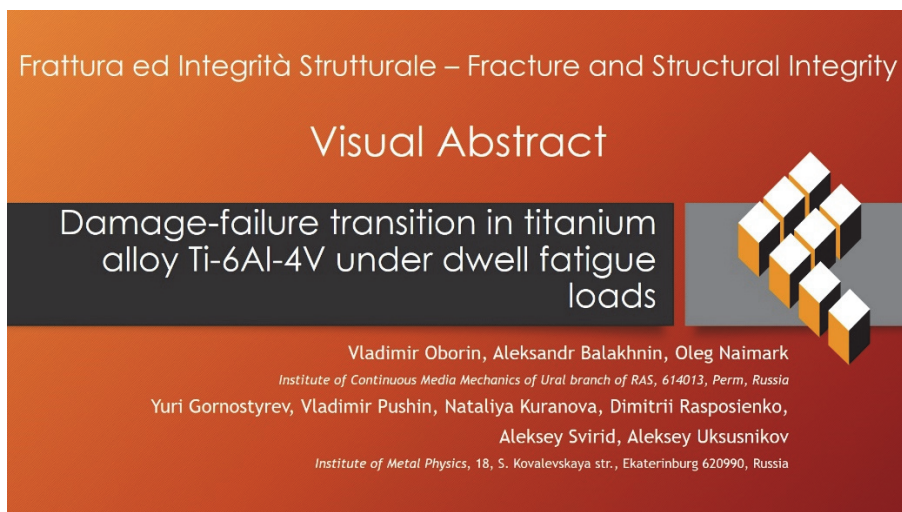 Frattura ed Integrità Strutturale – Fracture and Structural Integrity
Visual Abstract
Damage-failure transition in titanium
alloy Ti-6Al-4V under dwell fatigue
loads
Vladimir Oborin, Aleksandr Balakhnin, Oleg Naimark
Institute of Continuous Media Mechanics of Ural branch of RAS, 614013, Perm, Russia
Yuri Gornostyrev, Vladimir Pushin, Nataliya Kuranova, Dimitrii Rasposienko,
Aleksey Svirid, Aleksey Uksusnikov
Institute of Metal Physics, 18, S. Kovalevskaya str., Ekaterinburg 620990, Russia